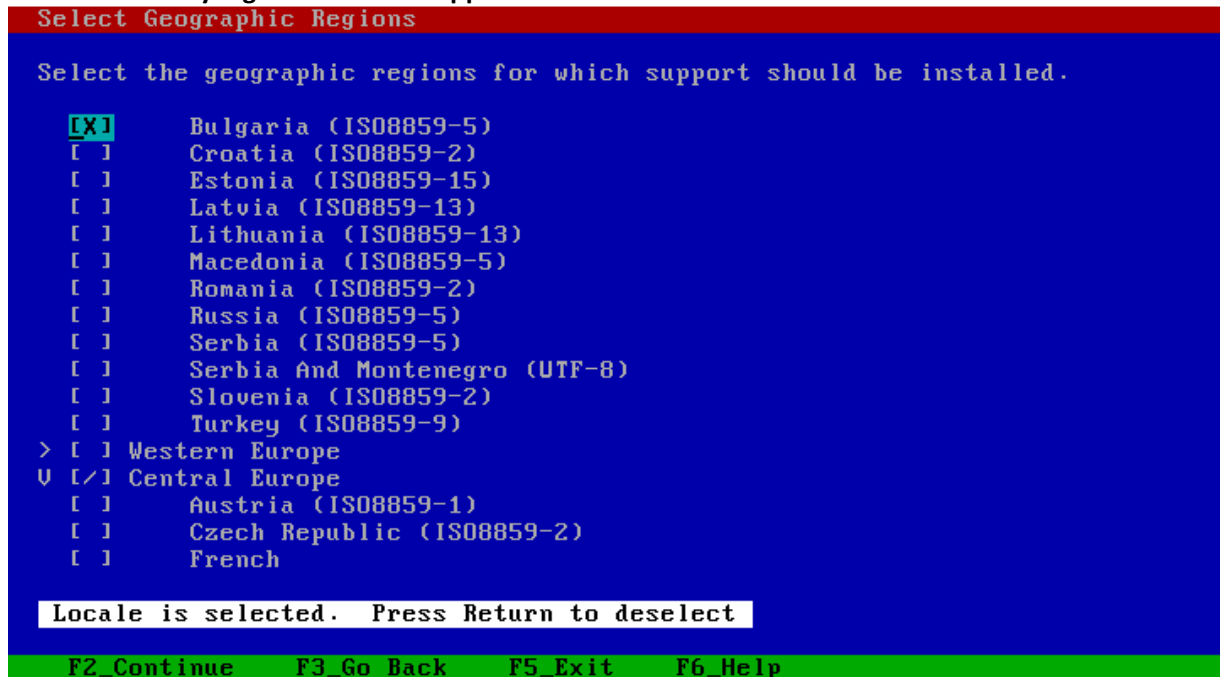 Select Geographic Regions
Select the geographic regions for which support should be installed.
[X] Bulgaria (ISO8859-5)
[ ] Croatia (ISO8859-2)
[ ] Estonia (ISO8859-15)
[ ] Latvia (ISO8859-13)
[ ] Lithuania (ISO8859-13)
[ ] Macedonia (ISO8859-5)
[ ] Romania (ISO8859-2)
[ ] Russia (ISO8859-5)
[ ] Serbia (ISO8859-5)
[ ] Serbia And Montenegro (UTF-8)
[ ] Slovenia (ISO8859-2)
[ ] Turkey (ISO8859-9)
> [ ] Western Europe
V [/] Central Europe
[ ] Austria (ISO8859-1)
[ ] Czech Republic (ISO8859-2)
[ ] French
Locale is selected. Press Return to deselect
F2_Continue F3_Go Back F5_Exit F6_Help